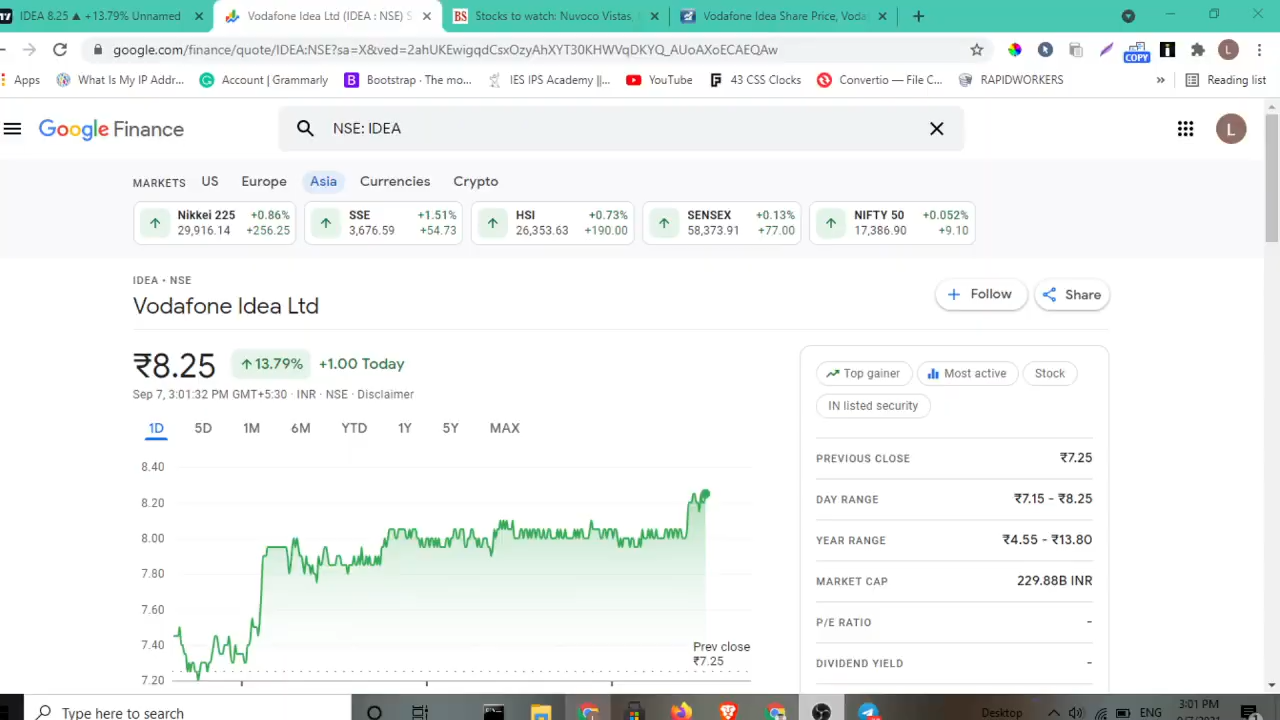 IDEA 8.25 ▲ +13.79% Unnamed
Vodafone Idea Ltd (IDEA : NSE) S
BS Stocks to watch: Nuvoco Vistas,
Vodafone Idea Share Price, Voda
google.com/finance/quote/IDEA:NSE?sa=X&ved=2ahUKEwigqdCsxOzyAhXYT30KHWVqDKYQ_AUoAXoECAEQAw
COPY
L
Apps
What Is My IP Addr...
Account | Grammarly
B Bootstrap · The mo...
IES IPS Academy ||...
YouTube
43 CSS Clocks
Convertio — File C...
RAPIDWORKERS
»
Reading list
Google Finance
NSE: IDEA
L
MARKETS US Europe Asia Currencies Crypto
Nikkei 225 +0.86%
29,916.14 +256.25
SSE +1.51%
3,676.59 +54.73
HSI +0.73%
26,353.63 +190.00
SENSEX +0.13%
58,373.91 +77.00
NIFTY 50 +0.052%
17,386.90 +9.10
IDEA • NSE
Vodafone Idea Ltd
+ Follow
Share
₹8.25 ↑ 13.79% +1.00 Today
Sep 7, 3:01:32 PM GMT+5:30 · INR · NSE · Disclaimer
1D 5D 1M 6M YTD 1Y 5Y MAX
8.40
8.20
8.00
7.80
7.60
7.40
7.20
Prev close
₹7.25
Top gainer
Most active
Stock
IN listed security
PREVIOUS CLOSE ₹7.25
DAY RANGE ₹7.15 - ₹8.25
YEAR RANGE ₹4.55 - ₹13.80
MARKET CAP 229.88B INR
P/E RATIO -
DIVIDEND YIELD -
Type here to search
Desktop
ENG
3:01 PM